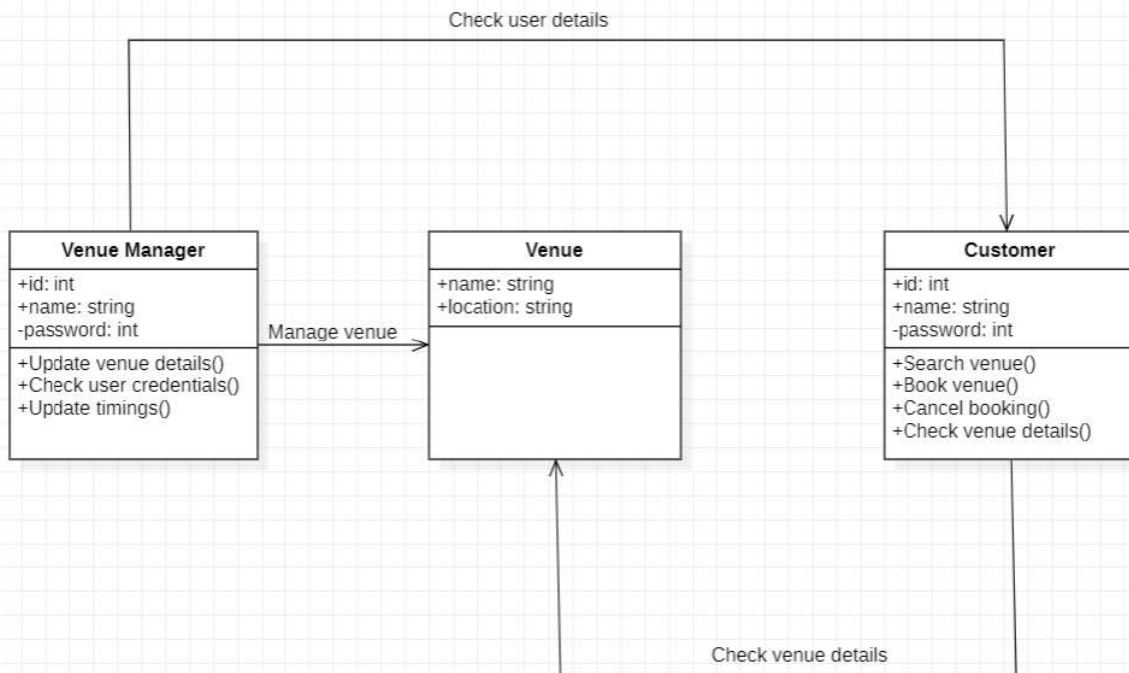 Check user details
Venue Manager
+id: int
+name: string
-password: int
+Update venue details()
+Check user credentials()
+Update timings()
Manage venue
Venue
+name: string
+location: string
Customer
+id: int
+name: string
-password: int
+Search venue()
+Book venue()
+Cancel booking()
+Check venue details()
Check venue details